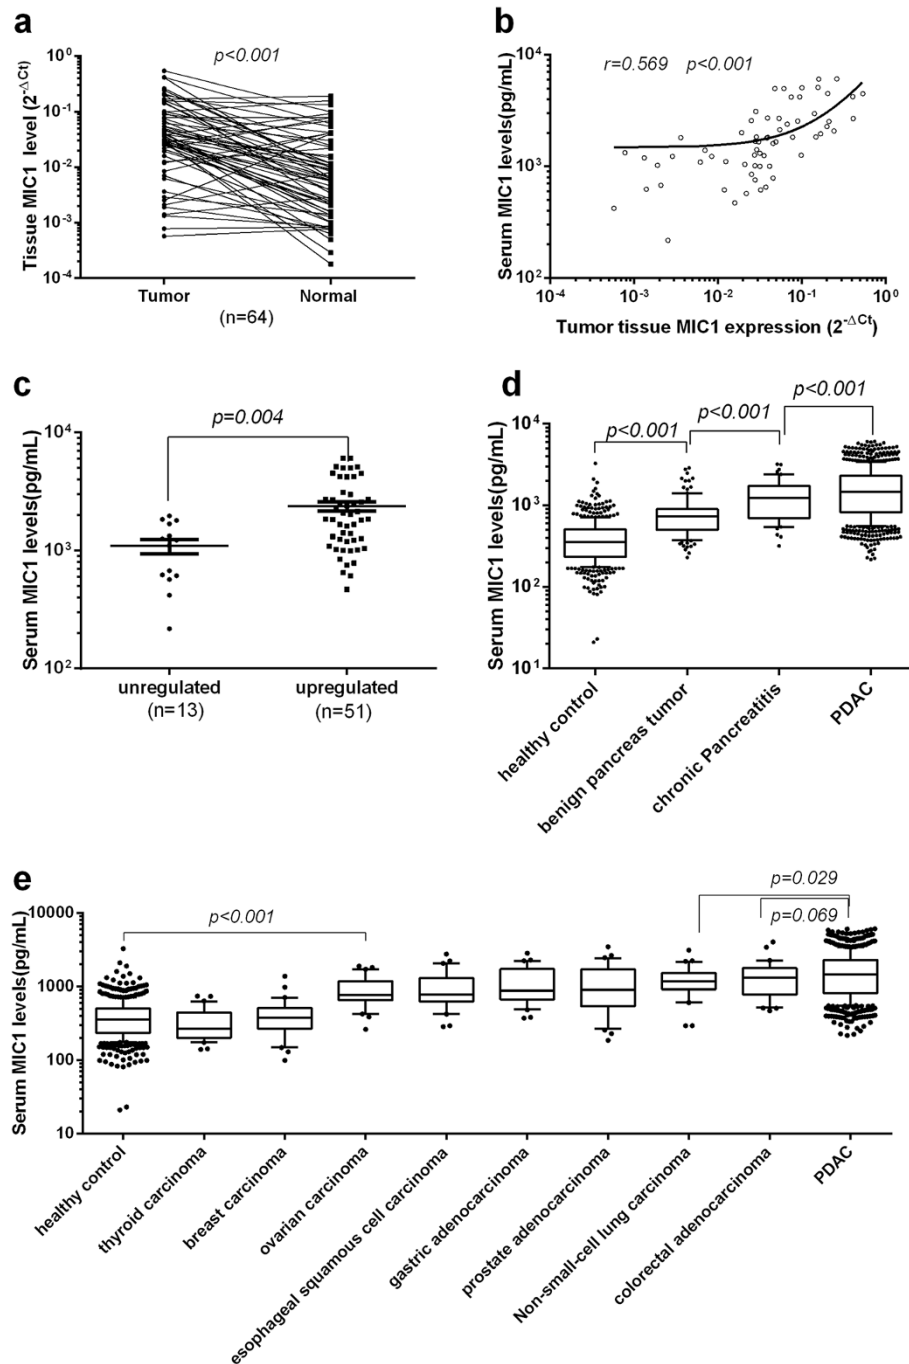 a
p<0.001
Tissue MIC1 level (2^-ΔCt)
10^0
10^-1
10^-2
10^-3
10^-4
Tumor Normal
(n=64)
b
r=0.569 p<0.001
Serum MIC1 levels(pg/mL)
10^4
10^3
10^2
10^-4 10^-3 10^-2 10^-1 10^0
Tumor tissue MIC1 expression (2^-ΔCt)
c
p=0.004
Serum MIC1 levels(pg/mL)
10^4
10^3
10^2
unregulated upregulated
(n=13) (n=51)
d
p<0.001
p<0.001
p<0.001
Serum MIC1 levels(pg/mL)
10^4
10^3
10^2
10^1
healthy control
benign pancreas tumor
chronic Pancreatitis
PDAC
e
p=0.029
p<0.001
p=0.069
Serum MIC1 levels(pg/mL)
10000
1000
100
10
healthy control
thyroid carcinoma
breast carcinoma
ovarian carcinoma
esophageal squamous cell carcinoma
gastric adenocarcinoma
prostate adenocarcinoma
Non-small-cell lung carcinoma
colorectal adenocarcinoma
PDAC